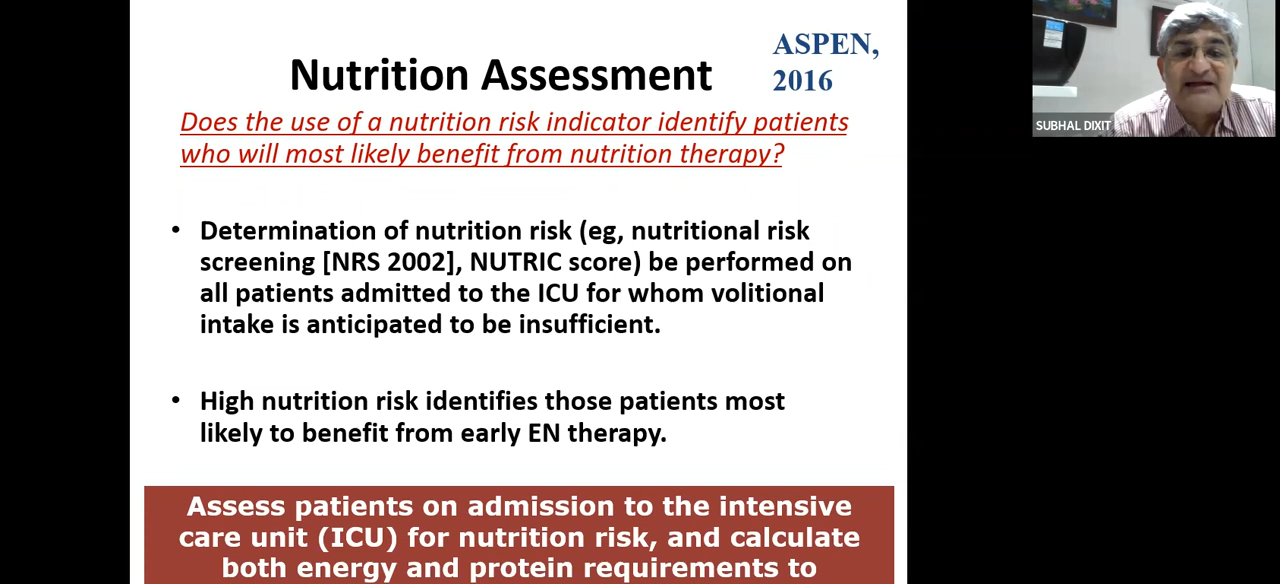 Nutrition Assessment
ASPEN,
2016
Does the use of a nutrition risk indicator identify patients
who will most likely benefit from nutrition therapy?
• Determination of nutrition risk (eg, nutritional risk
screening [NRS 2002], NUTRIC score) be performed on
all patients admitted to the ICU for whom volitional
intake is anticipated to be insufficient.
• High nutrition risk identifies those patients most
likely to benefit from early EN therapy.
Assess patients on admission to the intensive
care unit (ICU) for nutrition risk, and calculate
both energy and protein requirements to
SUBHAL DIXIT